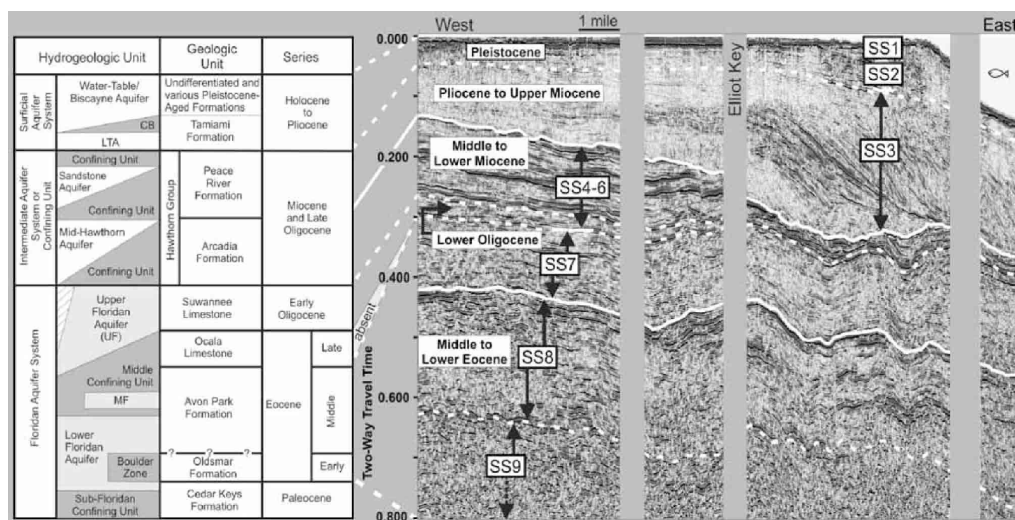 Hydrogeologic Unit
Geologic
Unit
Series
Surficial
Aquifer
System
Water-Table/
Biscayne Aquifer
CB
LTA
Undifferentiated and
various Pleistocene-
Aged Formations
Tamiami
Formation
Holocene
to
Pliocene
Intermediate Aquifer
System or
Confining Unit
Confining Unit
Sandstone
Aquifer
Confining Unit
Mid-Hawthorn
Aquifer
Confining Unit
Hawthorn Group
Peace
River
Formation
Arcadia
Formation
Miocene
and Late
Oligocene
Floridan Aquifer System
Upper
Floridan
Aquifer
(UF)
Middle
Confining Unit
MF
Lower
Floridan
Aquifer
Boulder
Zone
Sub-Floridan
Confining Unit
Suwannee
Limestone
Ocala
Limestone
Avon Park
Formation
? ? ?
Oldsmar
Formation
Cedar Keys
Formation
Early
Oligocene
Eocene
Late
Middle
Early
Paleocene
absent
Two-Way Travel Time
0.000
0.200
0.400
0.600
0.800
West
1 mile
East
Elliot Key
Pleistocene
Pliocene to Upper Miocene
Middle to
Lower Miocene
Lower Oligocene
Middle to
Lower Eocene
SS1
SS2
SS3
SS4-6
SS7
SS8
SS9